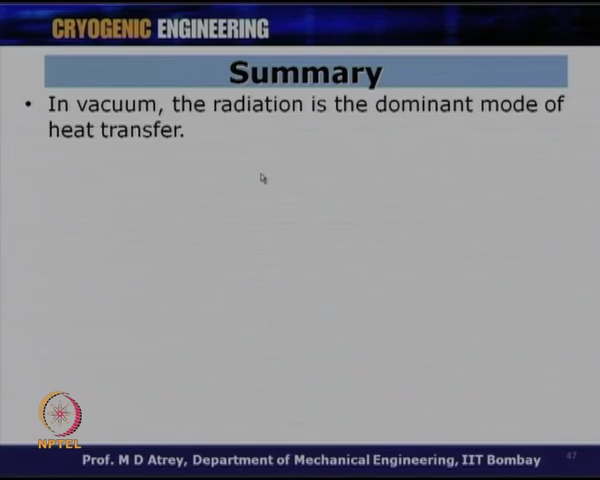 CRYOGENIC ENGINEERING
Summary
• In vacuum, the radiation is the dominant mode of
heat transfer.
NPTEL
Prof. M D Atrey, Department of Mechanical Engineering, IIT Bombay
47